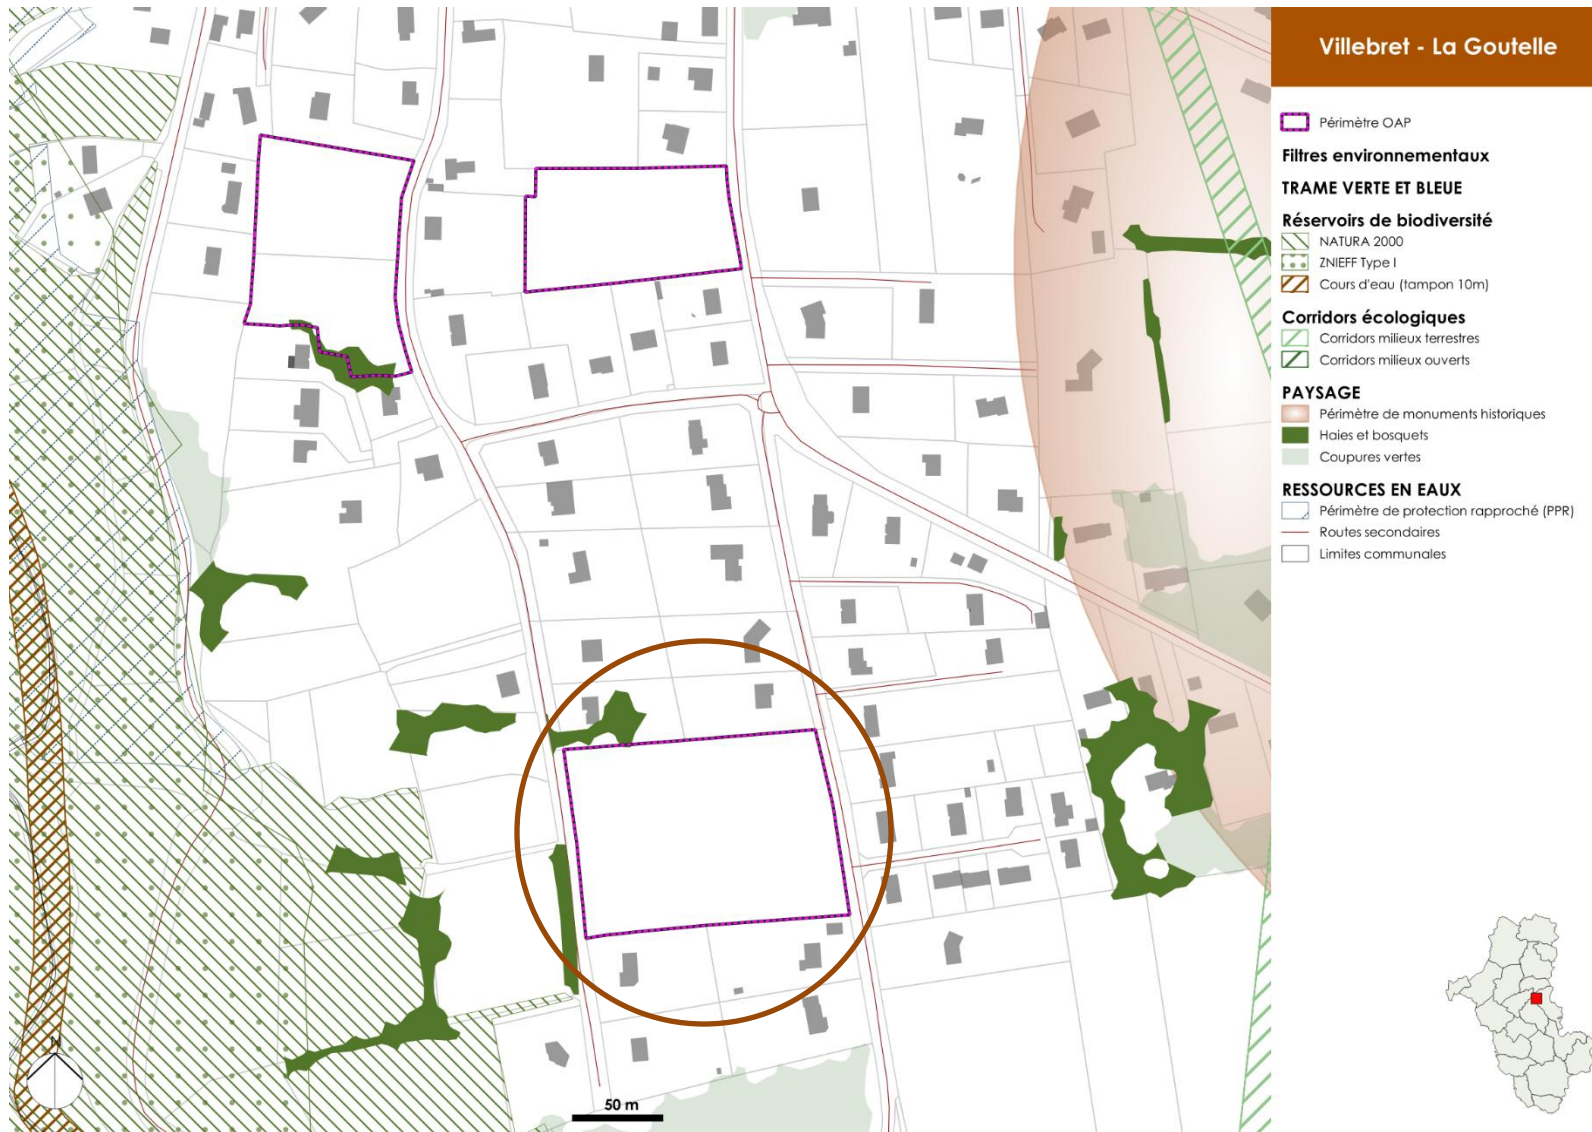 Villebret - La Goutelle
Périmètre OAP
Filtres environnementaux
TRAME VERTE ET BLEUE
Réservoirs de biodiversité
NATURA 2000
ZNIEFF Type I
Cours d'eau (tampon 10m)
Corridors écologiques
Corridors milieux terrestres
Corridors milieux ouverts
PAYSAGE
Périmètre de monuments historiques
Haies et bosquets
Coupures vertes
RESSOURCES EN EAUX
Périmètre de protection rapproché (PPR)
Routes secondaires
Limites communales
N
50 m